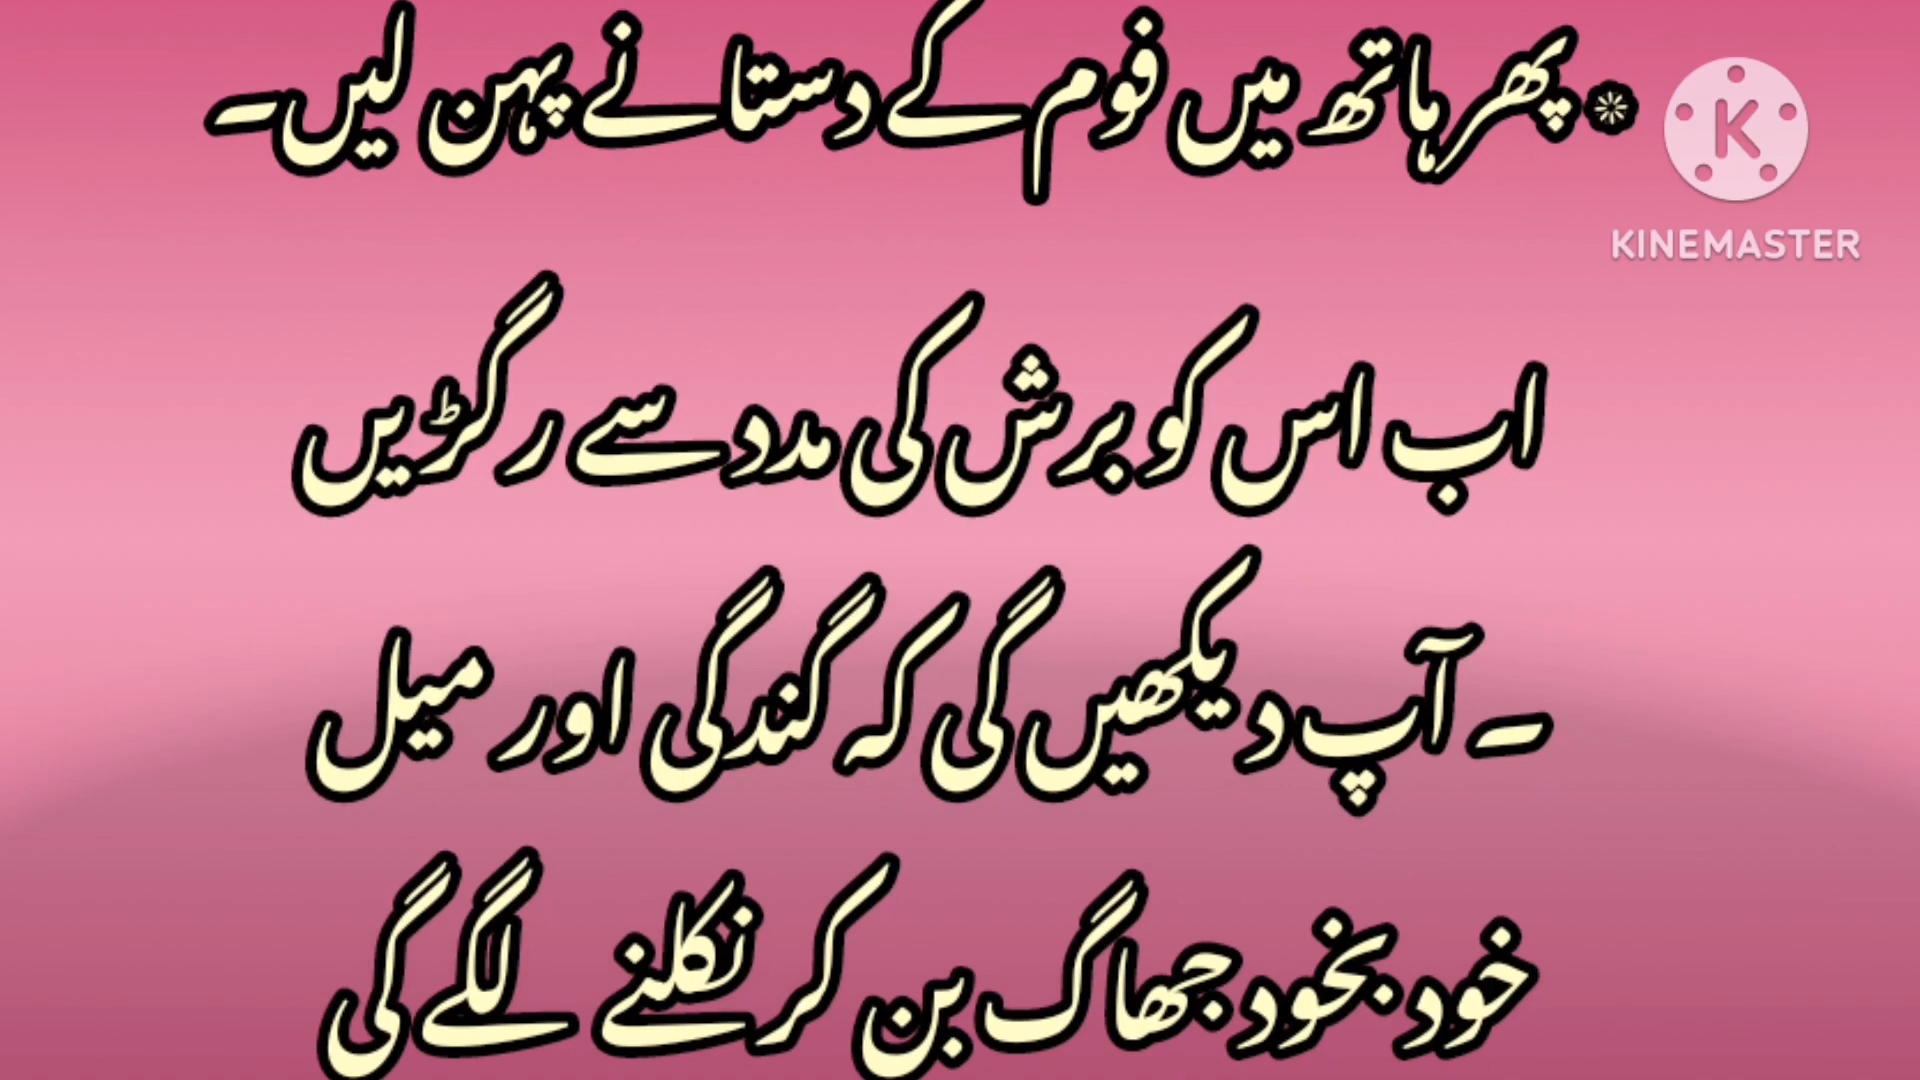 * پھر ہاتھ میں فوم کے دستانے پہن لیں۔
KINEMASTER
اب اس کو برش کی مدد سے رگڑیں
۔ آپ دیکھیں گی کہ گندگی اور میل
خود بخود جھاگ بن کر نکلنے لگے گی